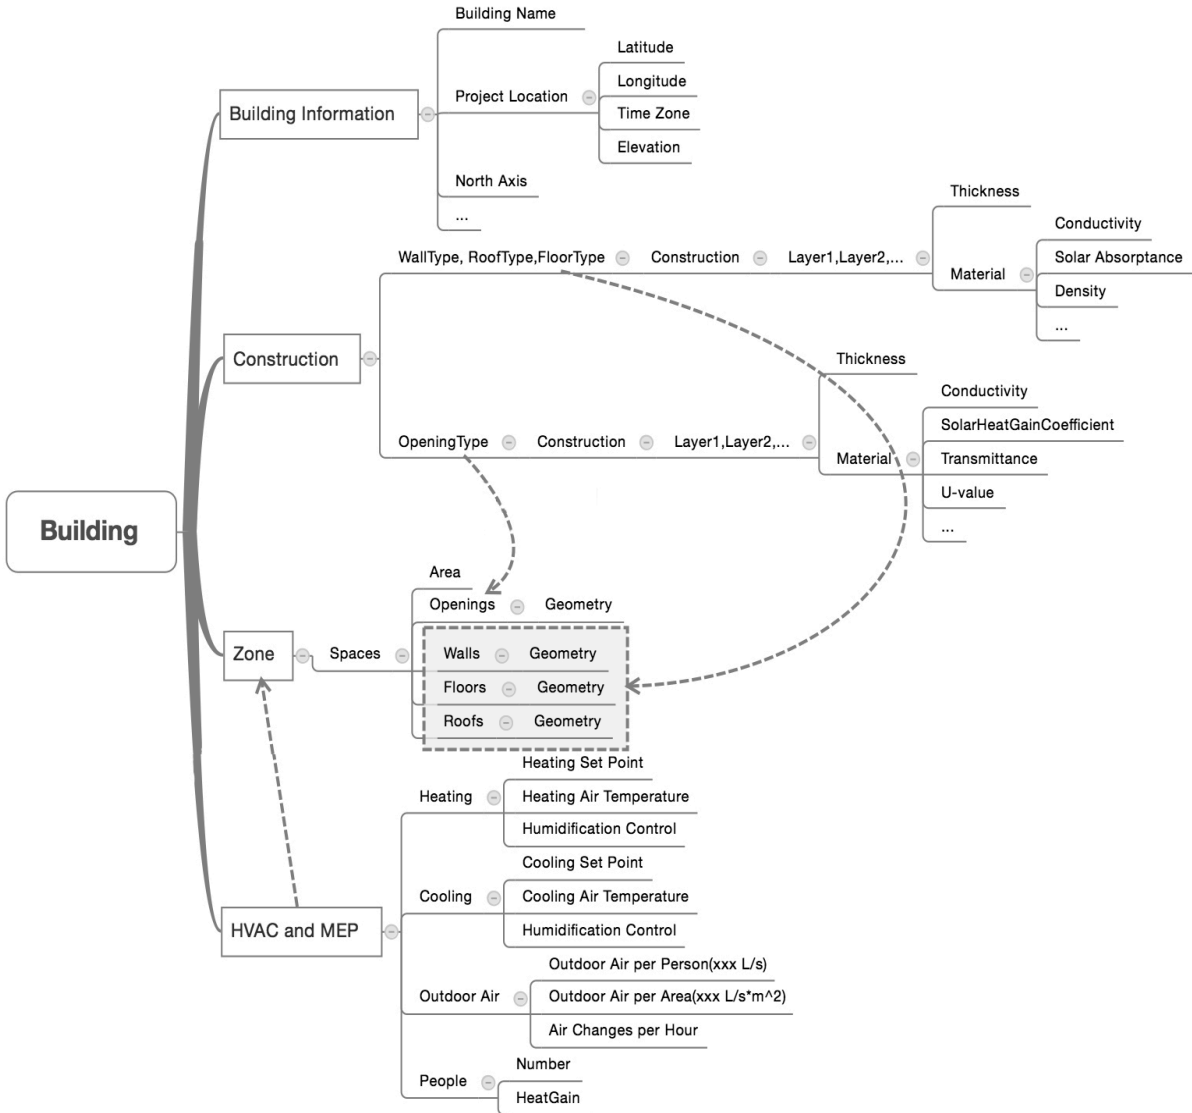 Building
Building Information
Building Name
Project Location
Latitude
Longitude
Time Zone
Elevation
North Axis
...
Construction
WallType, RoofType,FloorType
Construction
Layer1,Layer2,...
Thickness
Material
Conductivity
Solar Absorptance
Density
...
OpeningType
Construction
Layer1,Layer2,...
Thickness
Material
Conductivity
SolarHeatGainCoefficient
Transmittance
U-value
...
Zone
Spaces
Area
Openings
Geometry
Walls
Geometry
Floors
Geometry
Roofs
Geometry
HVAC and MEP
Heating
Heating Set Point
Heating Air Temperature
Humidification Control
Cooling
Cooling Set Point
Cooling Air Temperature
Humidification Control
Outdoor Air
Outdoor Air per Person(xxx L/s)
Outdoor Air per Area(xxx L/s*m^2)
Air Changes per Hour
People
Number
HeatGain